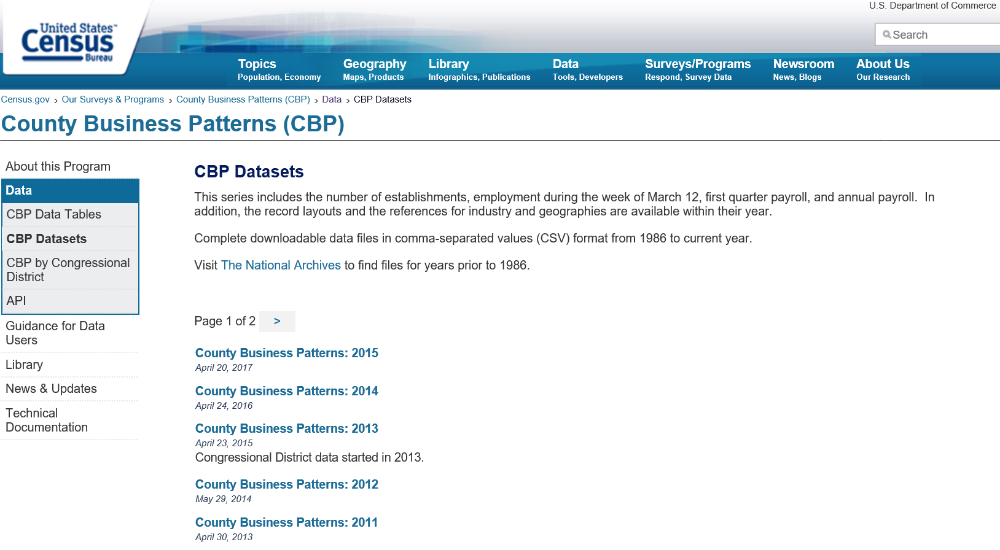 U.S. Department of Commerce
United States™
Census
Bureau
Search
Topics
Population, Economy
Geography
Maps, Products
Library
Infographics, Publications
Data
Tools, Developers
Surveys/Programs
Respond, Survey Data
Newsroom
News, Blogs
About Us
Our Research
Census.gov › Our Surveys & Programs › County Business Patterns (CBP) › Data › CBP Datasets
County Business Patterns (CBP)
About this Program
Data
CBP Data Tables
CBP Datasets
CBP by Congressional
District
API
Guidance for Data
Users
Library
News & Updates
Technical
Documentation
CBP Datasets
This series includes the number of establishments, employment during the week of March 12, first quarter payroll, and annual payroll.  In
addition, the record layouts and the references for industry and geographies are available within their year.
Complete downloadable data files in comma-separated values (CSV) format from 1986 to current year.
Visit The National Archives to find files for years prior to 1986.
Page 1 of 2 >
County Business Patterns: 2015
April 20, 2017
County Business Patterns: 2014
April 24, 2016
County Business Patterns: 2013
April 23, 2015
Congressional District data started in 2013.
County Business Patterns: 2012
May 29, 2014
County Business Patterns: 2011
April 30, 2013